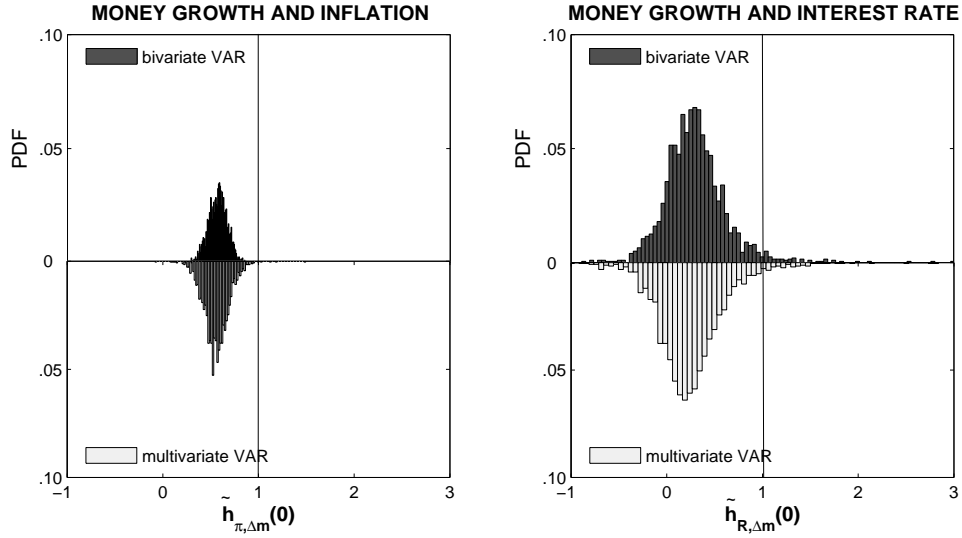 MONEY GROWTH AND INFLATION
.10
bivariate VAR
PDF
.05
0
.05
multivariate VAR
.10
−1 0 1 2 3
h̃π,Δm(0)
MONEY GROWTH AND INTEREST RATE
.10
bivariate VAR
PDF
.05
0
.05
multivariate VAR
.10
−1 0 1 2 3
h̃R,Δm(0)